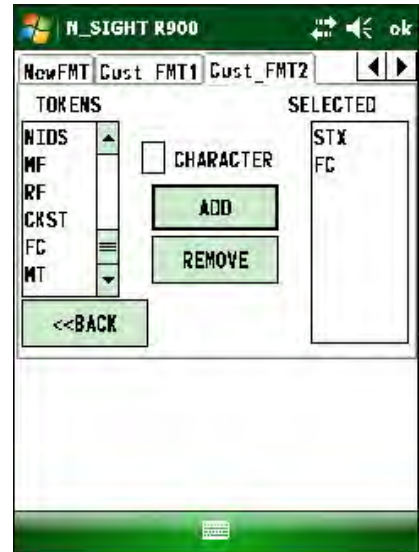 N_SIGHT R900 ok
NewFMT Cust_FMT1 Cust_FMT2
TOKENS SELECTED
NIDS
MF
RF
CKST
FC
MT
CHARACTER
ADD
REMOVE
STX
FC
<<BACK